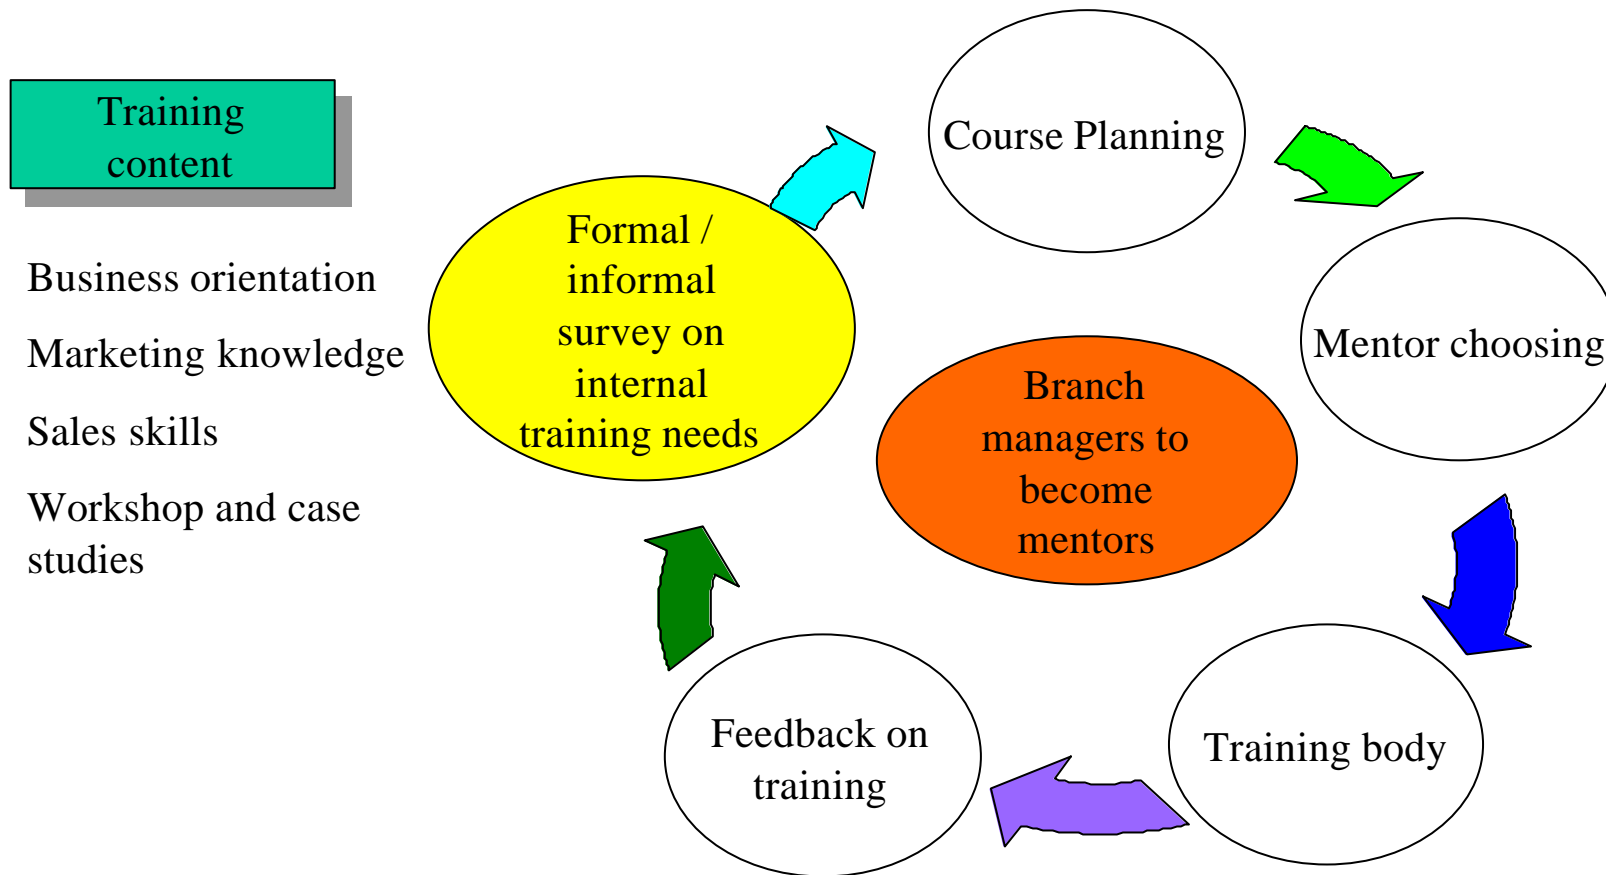 Training
content
Business orientation
Marketing knowledge
Sales skills
Workshop and case
studies
Formal /
informal
survey on
internal
training needs
Course Planning
Mentor choosing
Branch
managers to
become
mentors
Training body
Feedback on
training